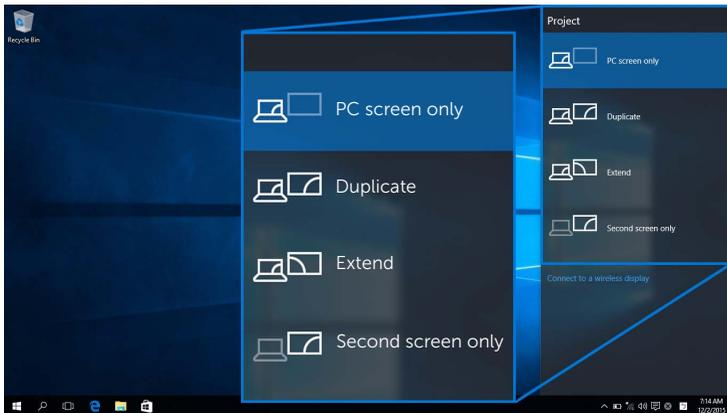 Recycle Bin
PC screen only
Duplicate
Extend
Second screen only
Project
PC screen only
Duplicate
Extend
Second screen only
Connect to a wireless display
7:14 AM